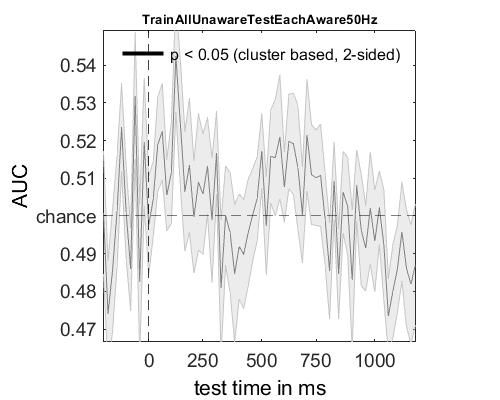 TrainAllUnawareTestEachAware50Hz
p < 0.05 (cluster based, 2-sided)
0.54
0.53
0.52
0.51
chance
0.49
0.48
0.47
AUC
0 250 500 750 1000
test time in ms